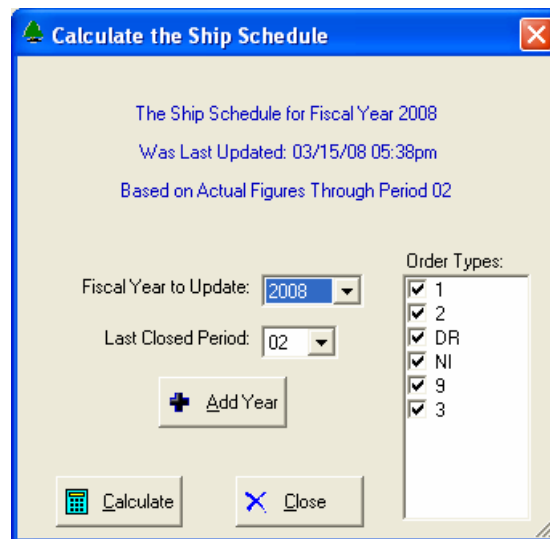 Calculate the Ship Schedule
The Ship Schedule for Fiscal Year 2008
Was Last Updated: 03/15/08 05:38pm
Based on Actual Figures Through Period 02
Order Types:
Fiscal Year to Update: 2008
Last Closed Period: 02
1
2
DR
NI
9
3
Add Year
Calculate
Close